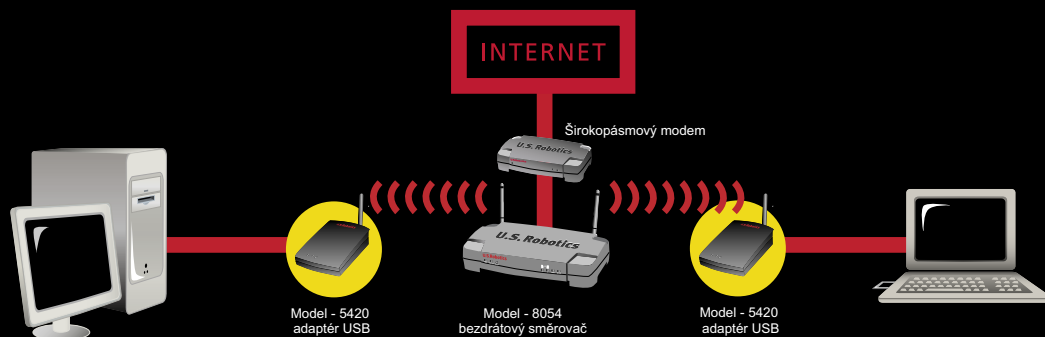 INTERNET
Širokopásmový modem
U.S. Robotics
U.S. Robotics
Model - 5420
adaptér USB
Model - 8054
bezdrátový směrovač
Model - 5420
adaptér USB